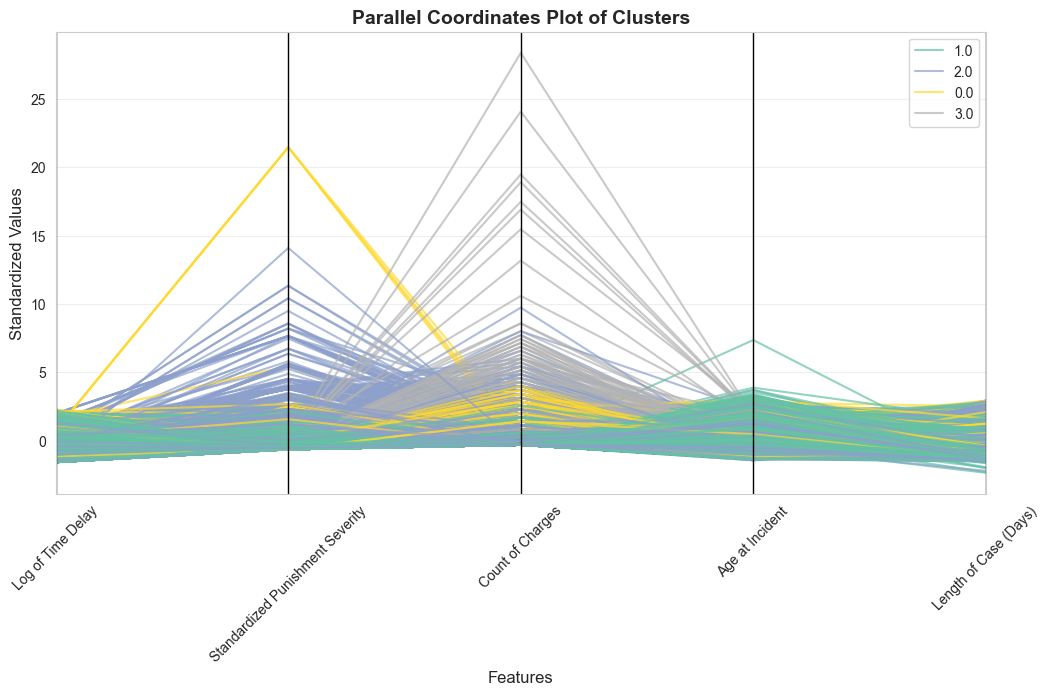 Parallel Coordinates Plot of Clusters
1.0
2.0
0.0
3.0
Standardized Values
25
20
15
10
5
0
Log of Time Delay
Standardized Punishment Severity
Count of Charges
Age at Incident
Length of Case (Days)
Features